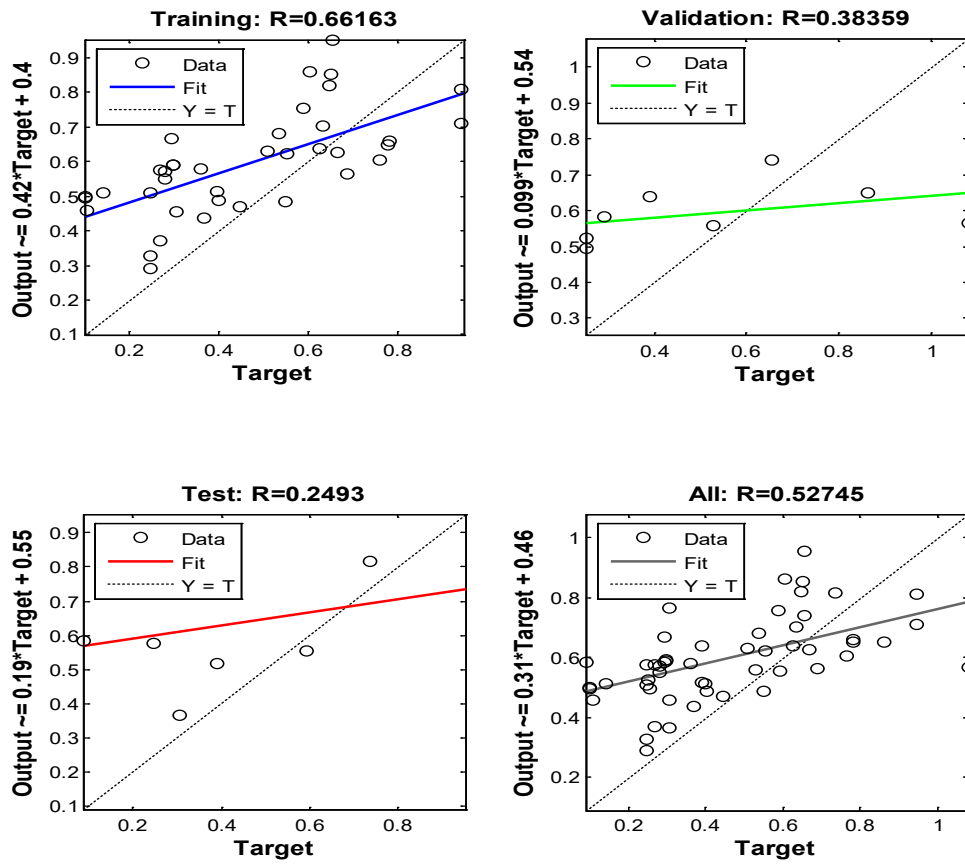 Training: R=0.66163
Output ~= 0.42*Target + 0.4
Data
Fit
Y = T
0.9
0.8
0.7
0.6
0.5
0.4
0.3
0.2
0.1
0.2
0.4
0.6
0.8
Target
Validation: R=0.38359
Output ~= 0.099*Target + 0.54
Data
Fit
Y = T
1
0.9
0.8
0.7
0.6
0.5
0.4
0.3
0.4
0.6
0.8
1
Target
Test: R=0.2493
Output ~= 0.19*Target + 0.55
Data
Fit
Y = T
0.9
0.8
0.7
0.6
0.5
0.4
0.3
0.2
0.1
0.2
0.4
0.6
0.8
Target
All: R=0.52745
Output ~= 0.31*Target + 0.46
Data
Fit
Y = T
1
0.8
0.6
0.4
0.2
0.2
0.4
0.6
0.8
1
Target